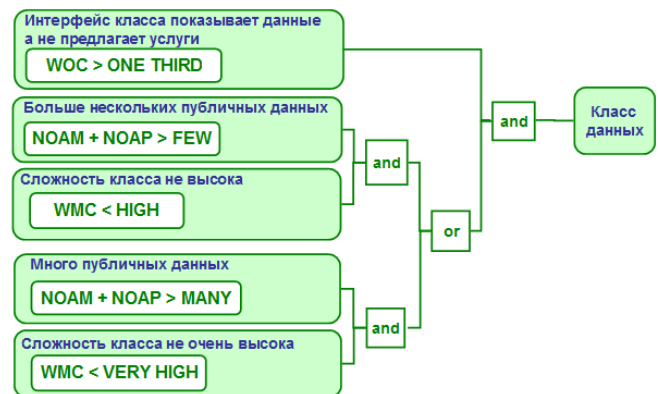 Интерфейс класса показывает данные
а не предлагает услуги
WOC > ONE THIRD
Больше нескольких публичных данных
NOAM + NOAP > FEW
Сложность класса не высока
WMC < HIGH
Много публичных данных
NOAM + NOAP > MANY
Сложность класса не очень высока
WMC < VERY HIGH
and
and
or
and
Класс
данных